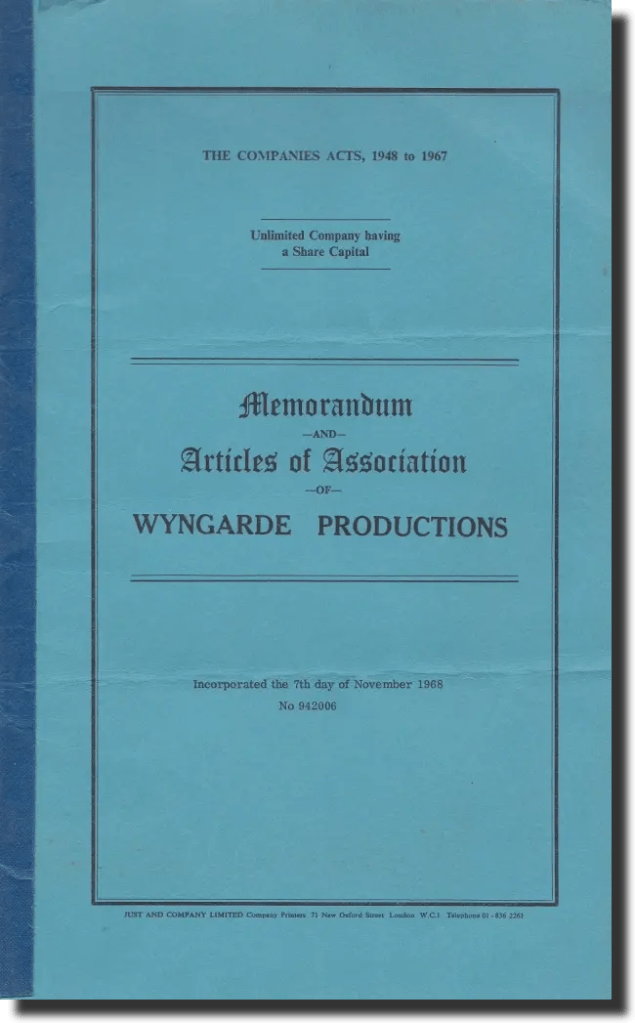 THE COMPANIES ACTS, 1948 to 1967
Unlimited Company having
a Share Capital
Memorandum
—AND—
Articles of Association
—OF—
WYNGARDE PRODUCTIONS
Incorporated the 7th day of November 1968
No 942006
JUST AND COMPANY LIMITED Company Printers 71 New Oxford Street London W.C.1 Telephone 01 - 836 2261